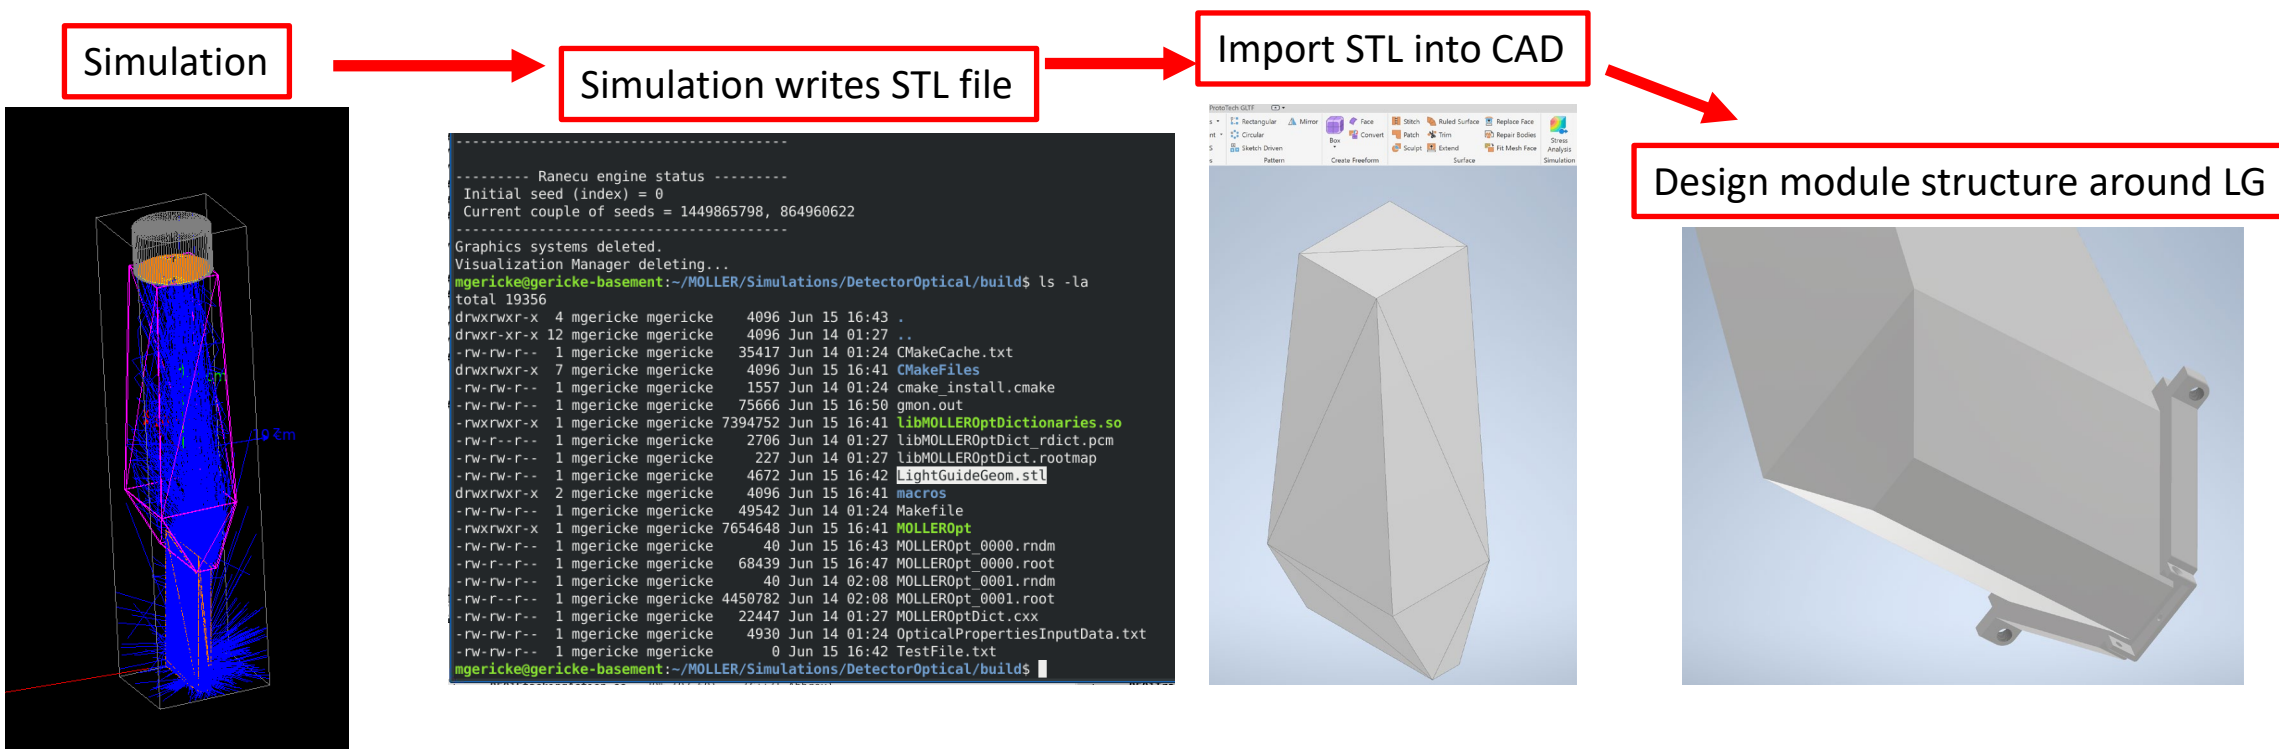 Simulation
Simulation writes STL file
Import STL into CAD
Design module structure around LG
cm
10 cm
----------------------------------------
--------- Ranecu engine status ---------
Initial seed (index) = 0
Current couple of seeds = 1449865798, 864960622
----------------------------------------
Graphics systems deleted.
Visualization Manager deleting...
mgericke@gericke-basement:~/MOLLER/Simulations/DetectorOptical/build$ ls -la
total 19356
drwxrwxr-x 4 mgericke mgericke 4096 Jun 15 16:43 .
drwxr-xr-x 12 mgericke mgericke 4096 Jun 14 01:27 ..
-rw-rw-r-- 1 mgericke mgericke 35417 Jun 14 01:24 CMakeCache.txt
drwxrwxr-x 7 mgericke mgericke 4096 Jun 15 16:41 CMakeFiles
-rw-rw-r-- 1 mgericke mgericke 1557 Jun 14 01:24 cmake_install.cmake
-rw-rw-r-- 1 mgericke mgericke 75666 Jun 15 16:50 gmon.out
-rwxrwxr-x 1 mgericke mgericke 7394752 Jun 15 16:41 libMOLLEROptDictionaries.so
-rw-r--r-- 1 mgericke mgericke 2706 Jun 14 01:27 libMOLLEROptDict_rdict.pcm
-rw-rw-r-- 1 mgericke mgericke 227 Jun 14 01:27 libMOLLEROptDict.rootmap
-rw-rw-r-- 1 mgericke mgericke 4672 Jun 15 16:42 LightGuideGeom.stl
drwxrwxr-x 2 mgericke mgericke 4096 Jun 15 16:41 macros
-rw-rw-r-- 1 mgericke mgericke 49542 Jun 14 01:24 Makefile
-rwxrwxr-x 1 mgericke mgericke 7654648 Jun 15 16:41 MOLLEROpt
-rw-rw-r-- 1 mgericke mgericke 40 Jun 15 16:43 MOLLEROpt_0000.rndm
-rw-r--r-- 1 mgericke mgericke 68439 Jun 15 16:47 MOLLEROpt_0000.root
-rw-rw-r-- 1 mgericke mgericke 40 Jun 14 02:08 MOLLEROpt_0001.rndm
-rw-r--r-- 1 mgericke mgericke 4450782 Jun 14 02:08 MOLLEROpt_0001.root
-rw-rw-r-- 1 mgericke mgericke 22447 Jun 14 01:27 MOLLEROptDict.cxx
-rw-rw-r-- 1 mgericke mgericke 4930 Jun 14 01:24 OpticalPropertiesInputData.txt
-rw-rw-r-- 1 mgericke mgericke 0 Jun 15 16:42 TestFile.txt
mgericke@gericke-basement:~/MOLLER/Simulations/DetectorOptical/build$
ProtoTech GLTF
Rectangular Mirror Face Stitch Ruled Surface Replace Face
Circular Box Convert Patch Trim Repair Bodies Stress
Sketch Driven Sculpt Extend Fit Mesh Face Analysis
Pattern Create Freeform Surface Simulation